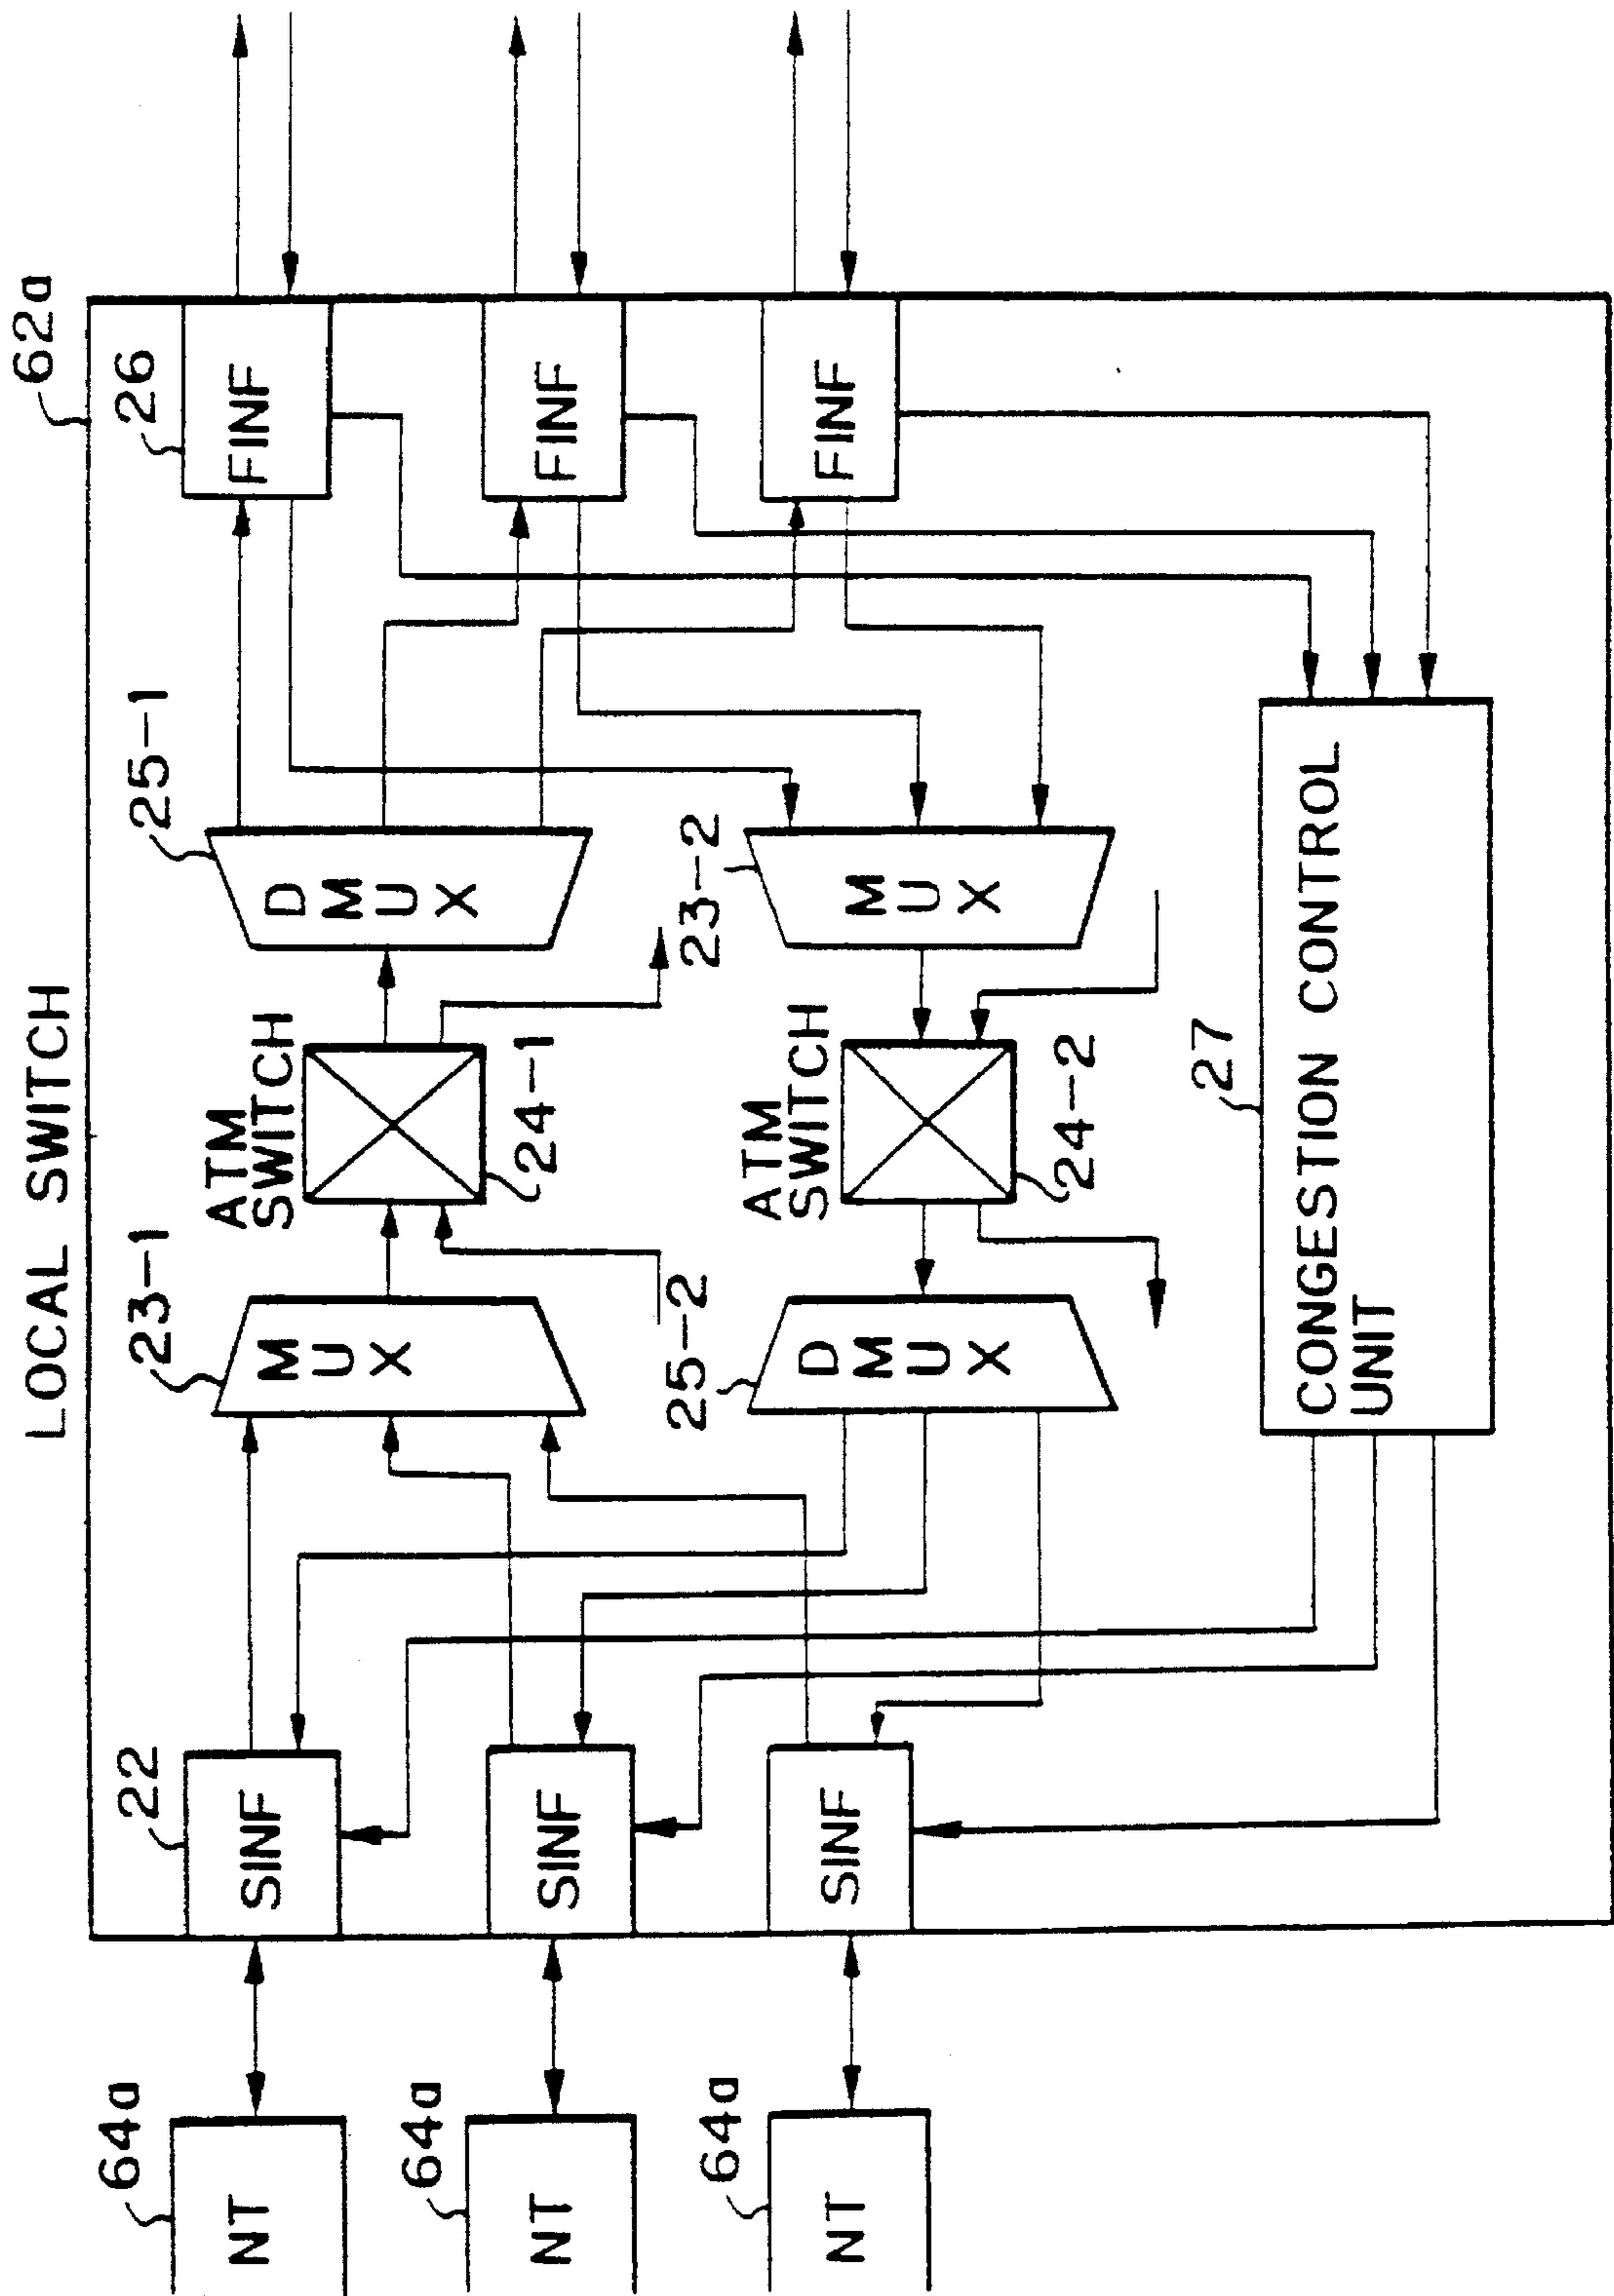 LOCAL SWITCH
62a
64a
NT
22
SINF
23-1
MUX
ATM
SWITCH
24-1
25-1
DMUX
26
FINF
64a
NT
SINF
FINF
64a
NT
SINF
25-2
DMUX
ATM
SWITCH
24-2
23-2
MUX
FINF
27
CONGESTION CONTROL
UNIT